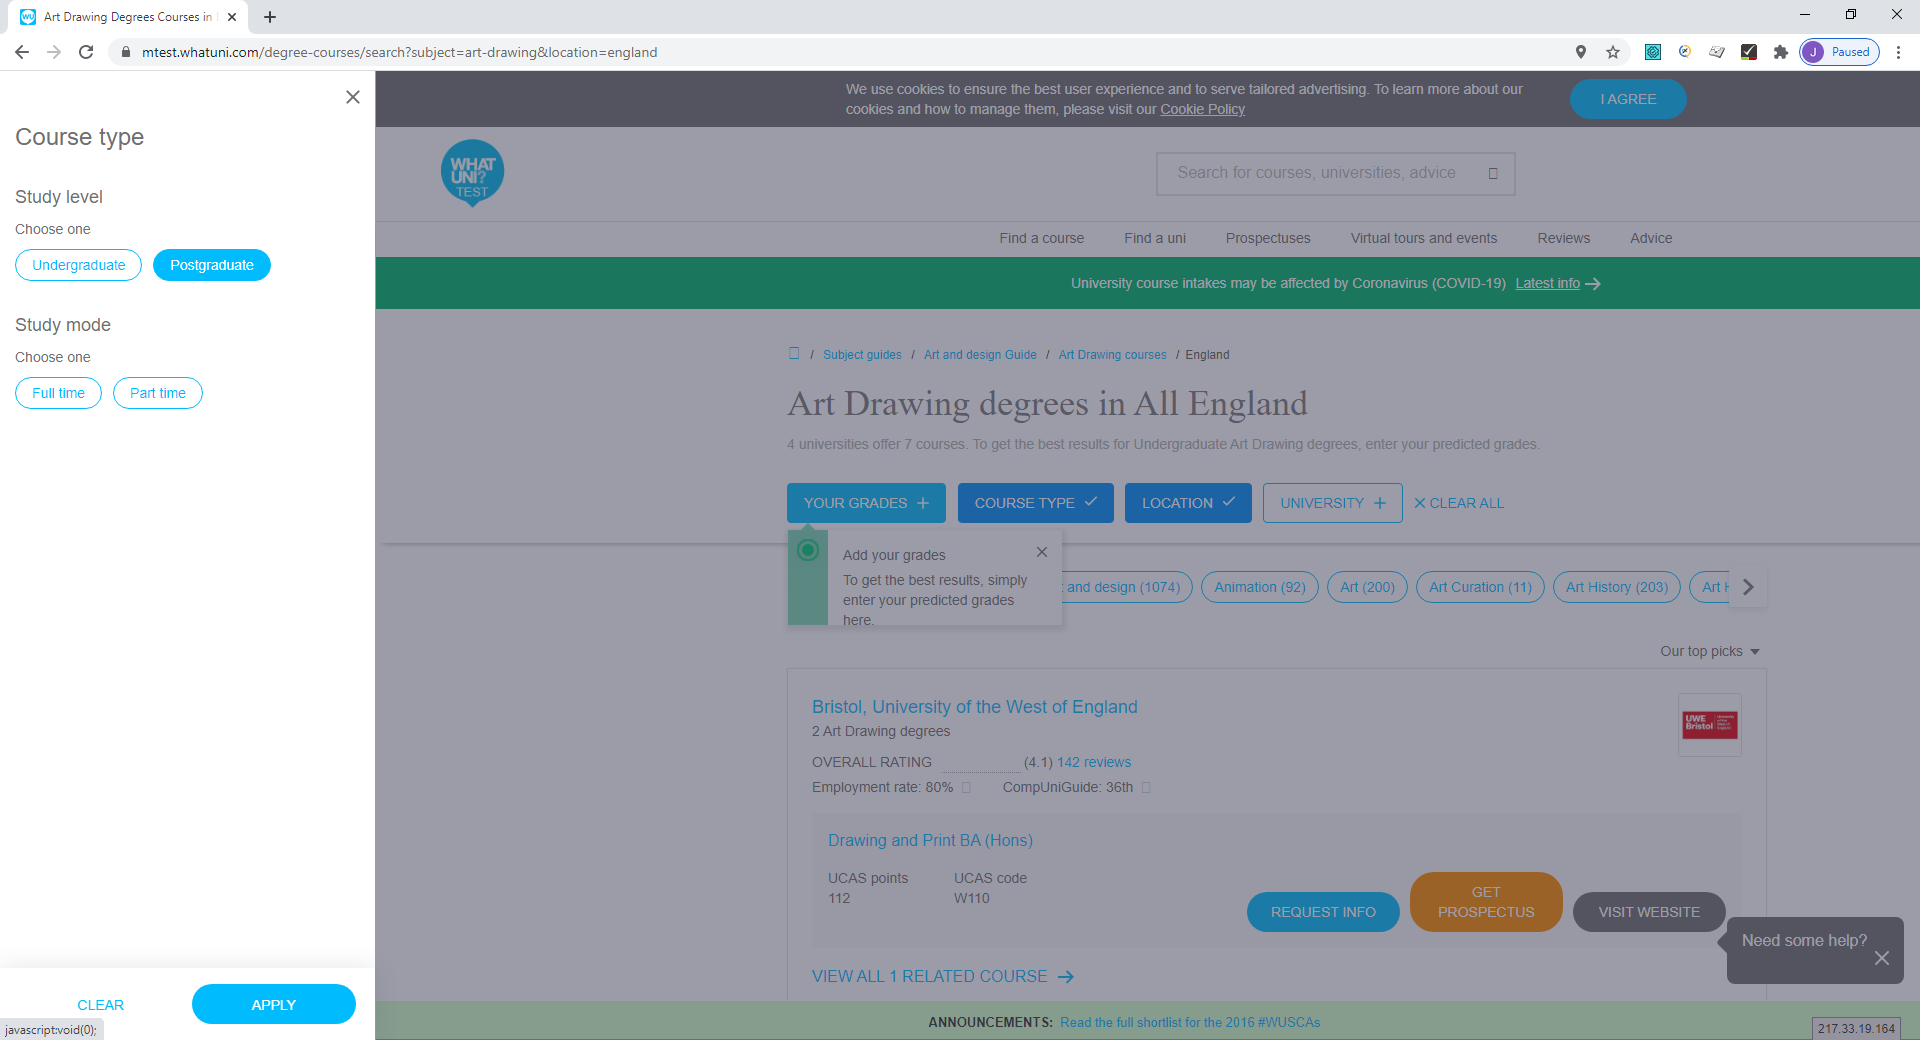 Art Drawing Degrees Courses in
mtest.whatuni.com/degree-courses/search?subject=art-drawing&location=england
J Paused
Course type
Study level
Choose one
Undergraduate Postgraduate
Study mode
Choose one
Full time Part time
CLEAR APPLY
javascript:void(0);
We use cookies to ensure the best user experience and to serve tailored advertising. To learn more about our
cookies and how to manage them, please visit our Cookie Policy
I AGREE
WHAT
UNI?
TEST
Search for courses, universities, advice
Find a course Find a uni Prospectuses Virtual tours and events Reviews Advice
University course intakes may be affected by Coronavirus (COVID-19) Latest info
/ Subject guides / Art and design Guide / Art Drawing courses / England
Art Drawing degrees in All England
4 universities offer 7 courses. To get the best results for Undergraduate Art Drawing degrees, enter your predicted grades.
YOUR GRADES COURSE TYPE LOCATION UNIVERSITY CLEAR ALL
Add your grades
To get the best results, simply
enter your predicted grades
here.
and design (1074) Animation (92) Art (200) Art Curation (11) Art History (203) Art
Our top picks
Bristol, University of the West of England
2 Art Drawing degrees
OVERALL RATING (4.1) 142 reviews
Employment rate: 80% CompUniGuide: 36th
UWE
Bristol
Drawing and Print BA (Hons)
UCAS points UCAS code
112 W110
REQUEST INFO
GET
PROSPECTUS
VISIT WEBSITE
Need some help?
VIEW ALL 1 RELATED COURSE
ANNOUNCEMENTS: Read the full shortlist for the 2016 #WUSCAs
217.33.19.164